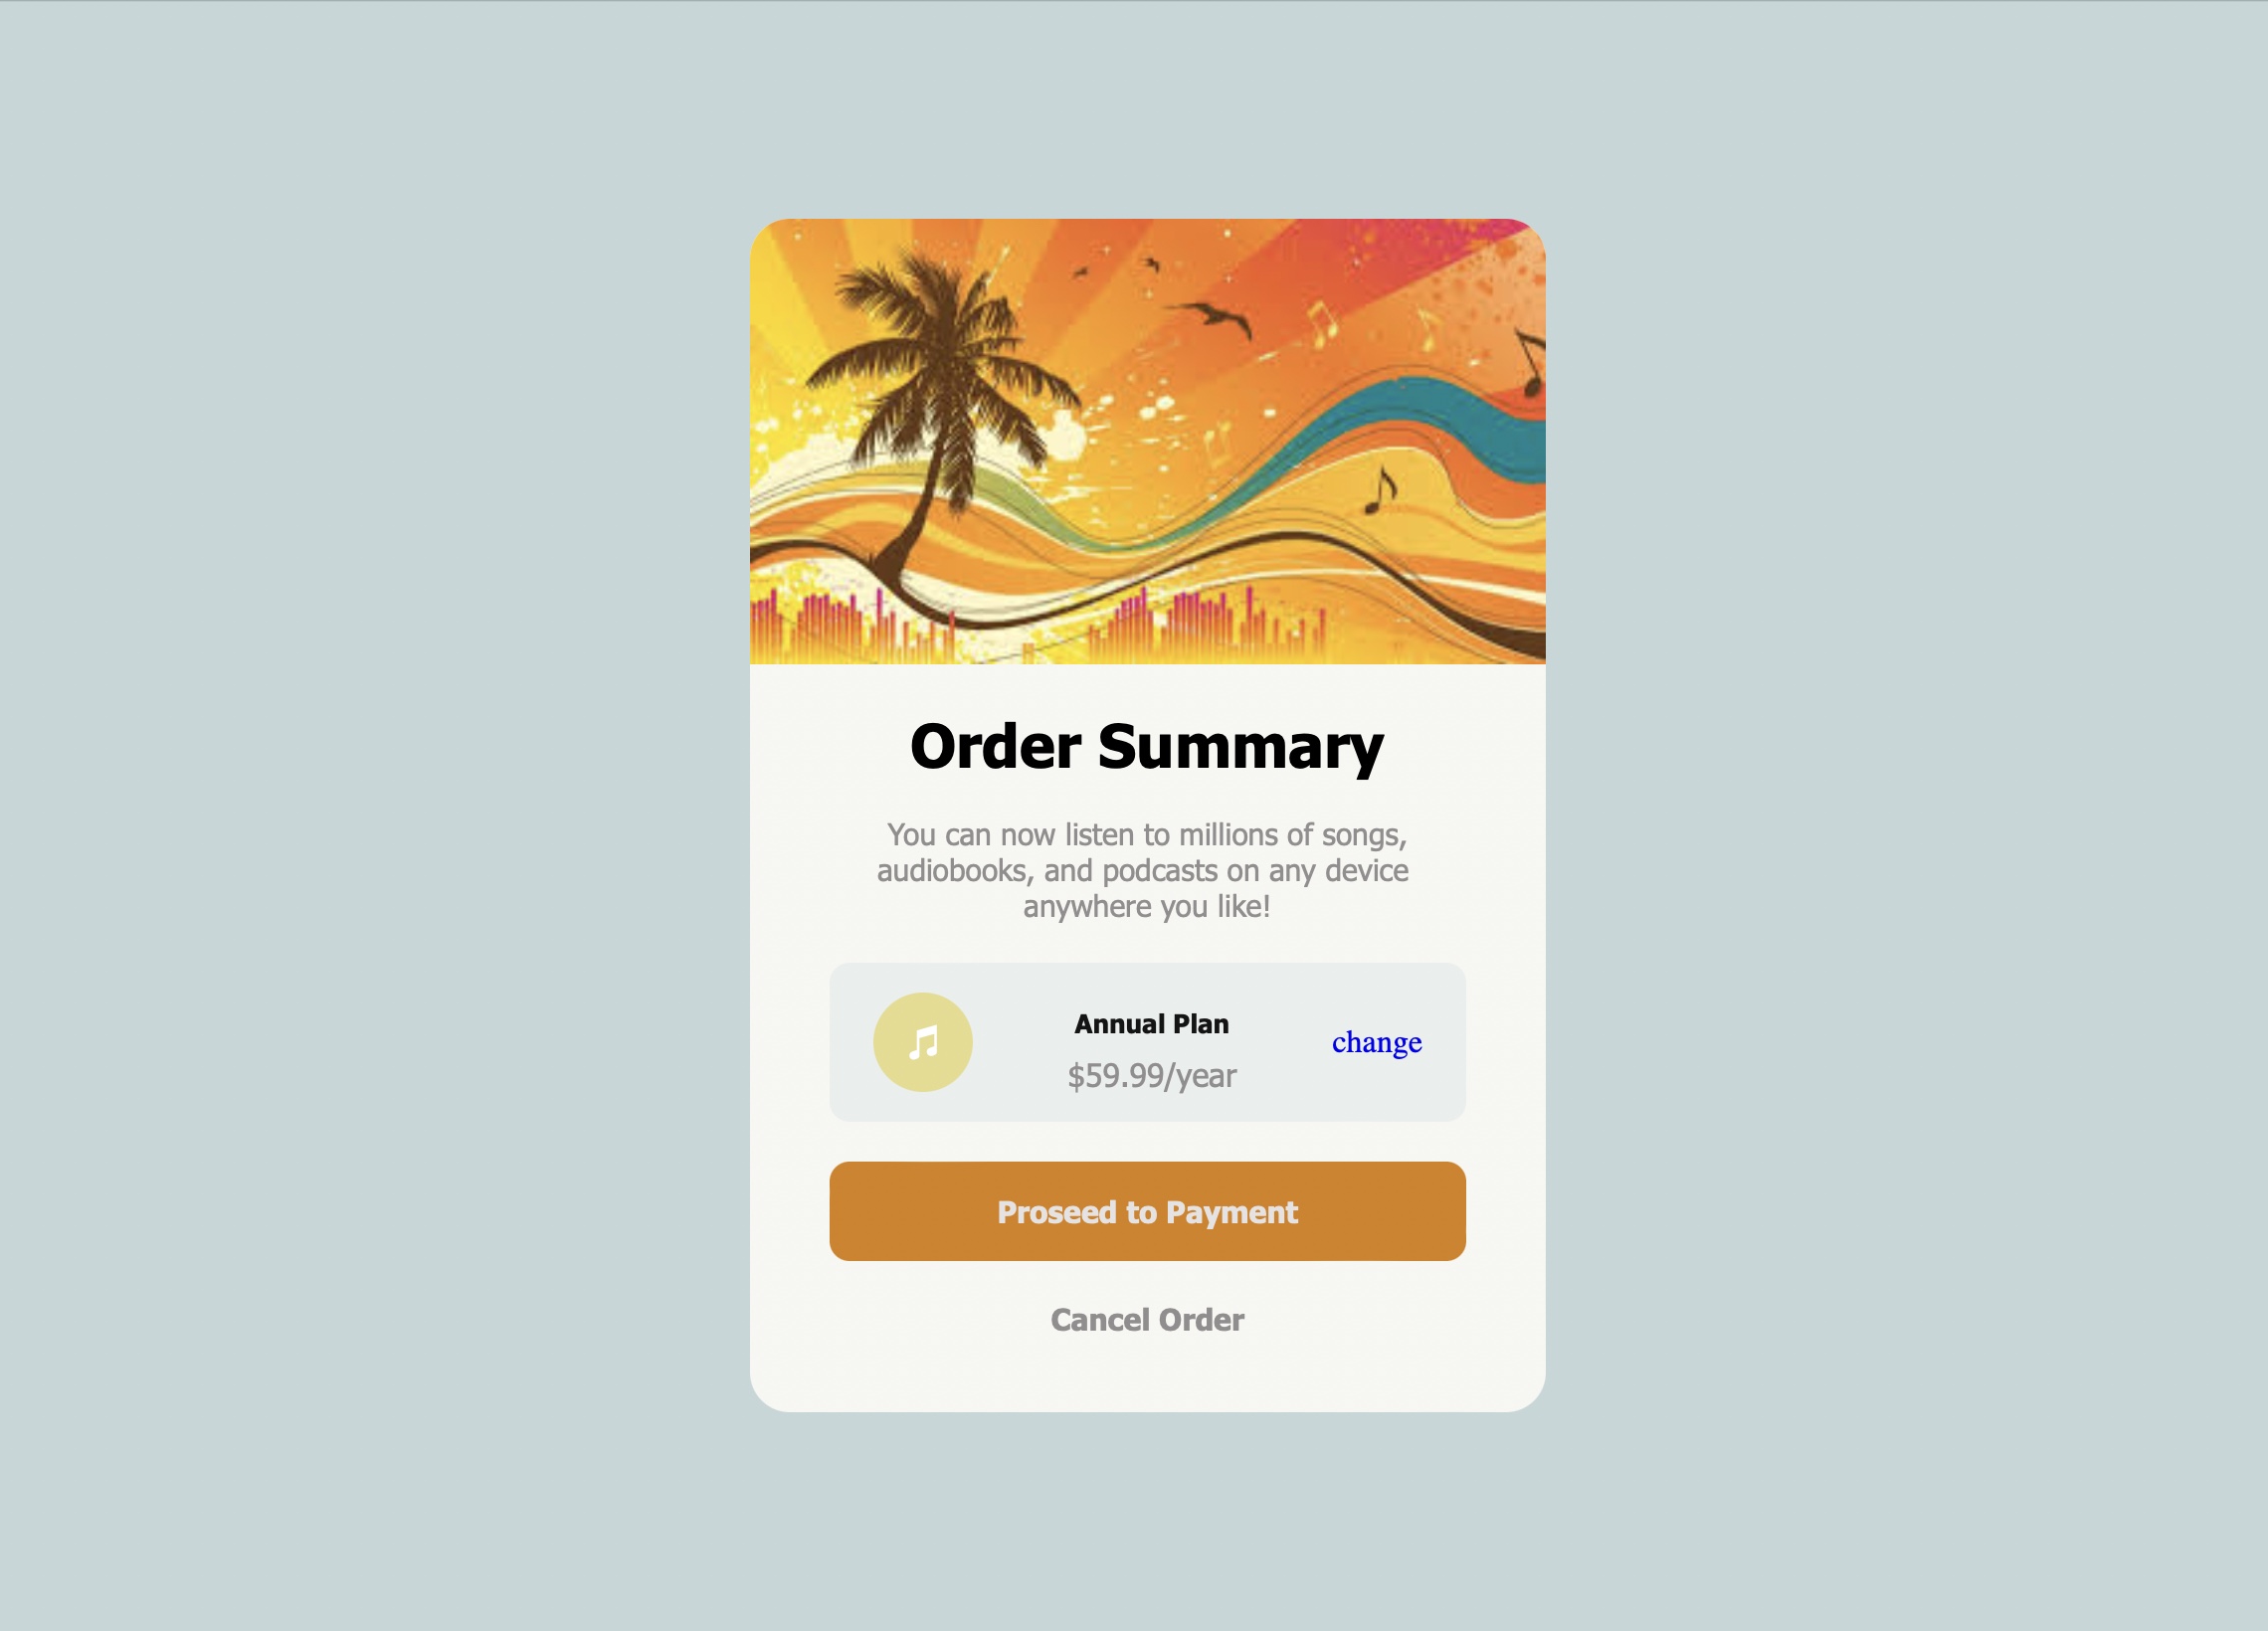 Order Summary
You can now listen to millions of songs,
audiobooks, and podcasts on any device
anywhere you like!
Annual Plan
$59.99/year
change
Proseed to Payment
Cancel Order